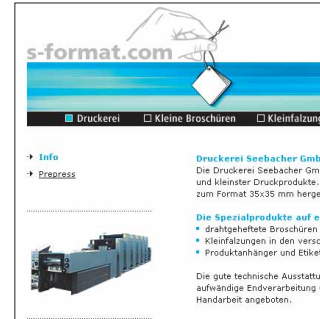 s-format.com
Druckerei Kleine Broschüren Kleinfalzun
Info
Prepress
Druckerei Seebacher Gmb
Die Druckerei Seebacher Gm
und kleinster Druckprodukte.
zum Format 35x35 mm herge
Die Spezialprodukte auf e
drahtgeheftete Broschüren
Kleinfalzungen in den versc
Produktanhänger und Etike
Die gute technische Ausstattu
aufwändige Endverarbeitung
Handarbeit angeboten.